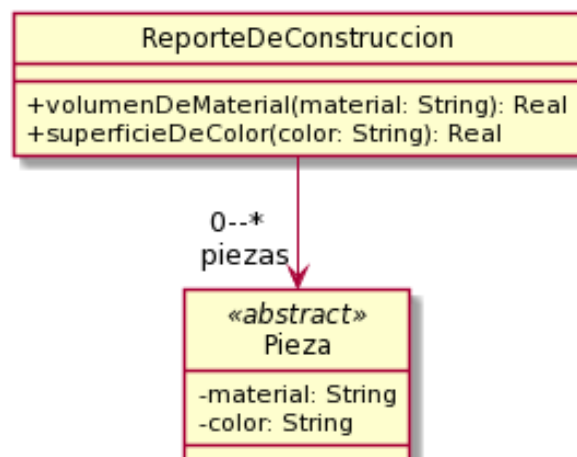 ReporteDeConstruccion
+volumenDeMaterial(material: String): Real
+superficieDeColor(color: String): Real
0--*
piezas
«abstract»
Pieza
-material: String
-color: String